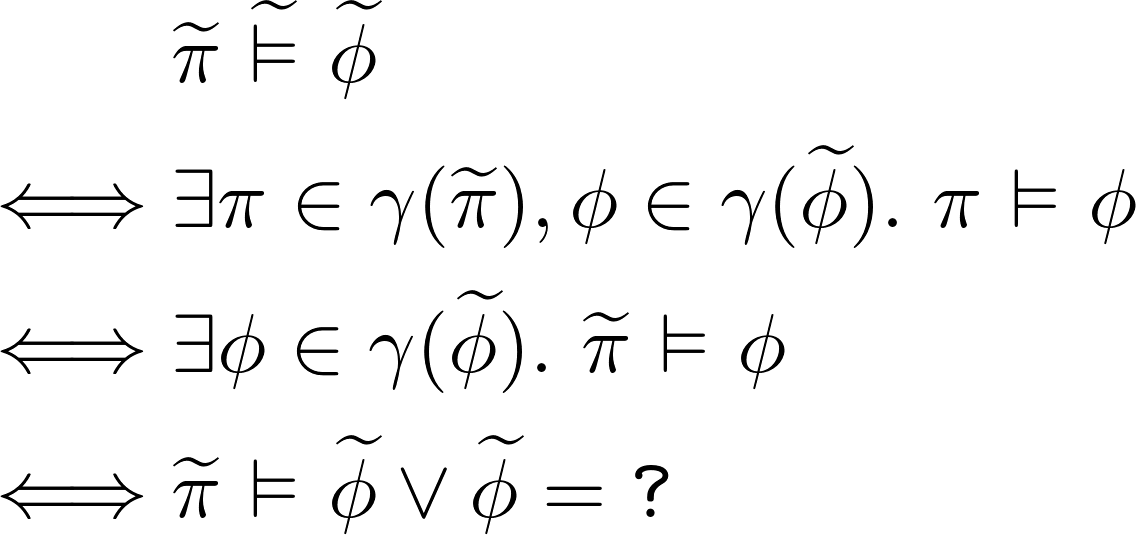 π̃ ⊨̃ ϕ̃
⟺ ∃π ∈ γ(π̃), ϕ ∈ γ(ϕ̃). π ⊨ ϕ
⟺ ∃ϕ ∈ γ(ϕ̃). π̃ ⊨ ϕ
⟺ π̃ ⊨ ϕ̃ ∨ ϕ̃ = ?